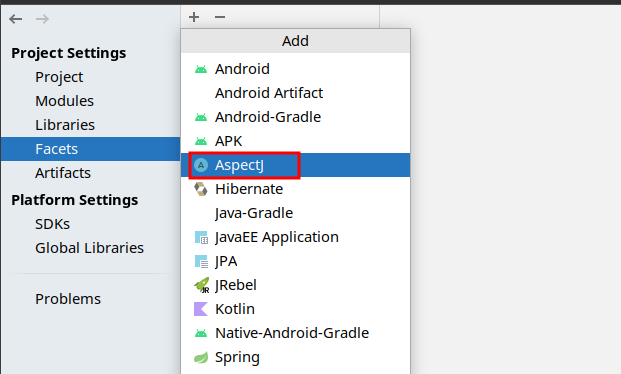 Project Settings
Project
Modules
Libraries
Facets
Artifacts
Platform Settings
SDKs
Global Libraries
Problems
Add
Android
Android Artifact
Android-Gradle
APK
A AspectJ
Hibernate
Java-Gradle
JavaEE Application
JPA
JR JRebel
Kotlin
Native-Android-Gradle
Spring